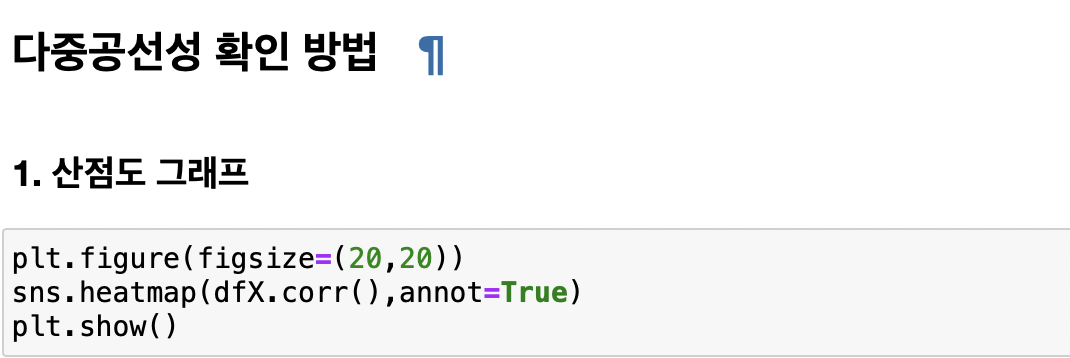 다중공선성 확인 방법 ¶
1. 산점도 그래프
plt.figure(figsize=(20,20))
sns.heatmap(dfX.corr(),annot=True)
plt.show()